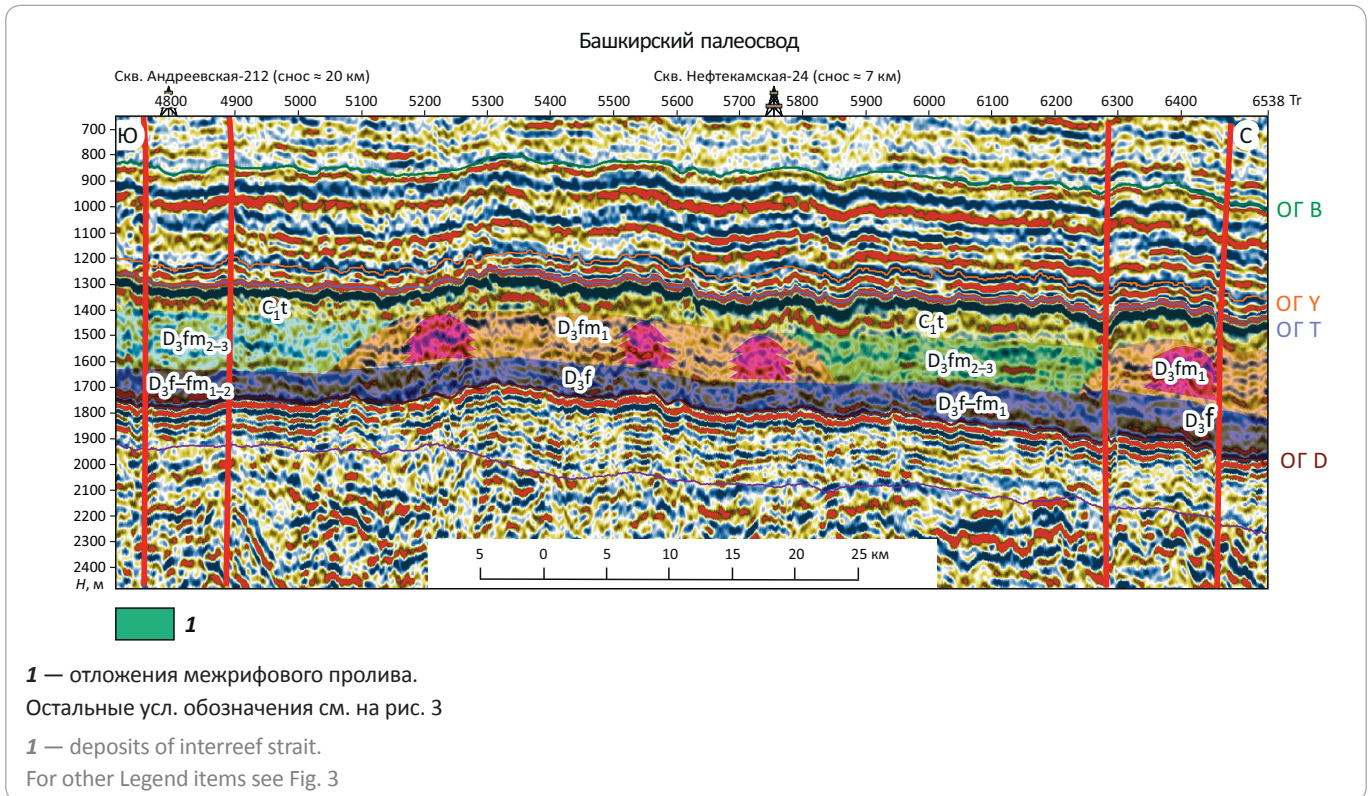 Башкирский палеосвод
Скв. Андреевская-212 (снос ≈ 20 км) Скв. Нефтекамская-24 (снос ≈ 7 км)
4800 4900 5000 5100 5200 5300 5400 5500 5600 5700 5800 5900 6000 6100 6200 6300 6400 6538 Tr
Ю С
700
800
900
1000 ОГ В
1100
1200
1300
ОГ Y
1400 C₁t C₁t ОГ Т
1500 D₃fm₂₋₃ D₃fm₁ D₃fm₂₋₃ D₃fm₁
1600
1700 D₃f–fm₁₋₂ D₃f D₃f–fm₁ D₃f
1800
1900
2000 ОГ D
2100
2200
2300
2400 5 0 5 10 15 20 25 км
H, м
1
1 — отложения межрифового пролива.
Остальные усл. обозначения см. на рис. 3
1 — deposits of interreef strait.
For other Legend items see Fig. 3